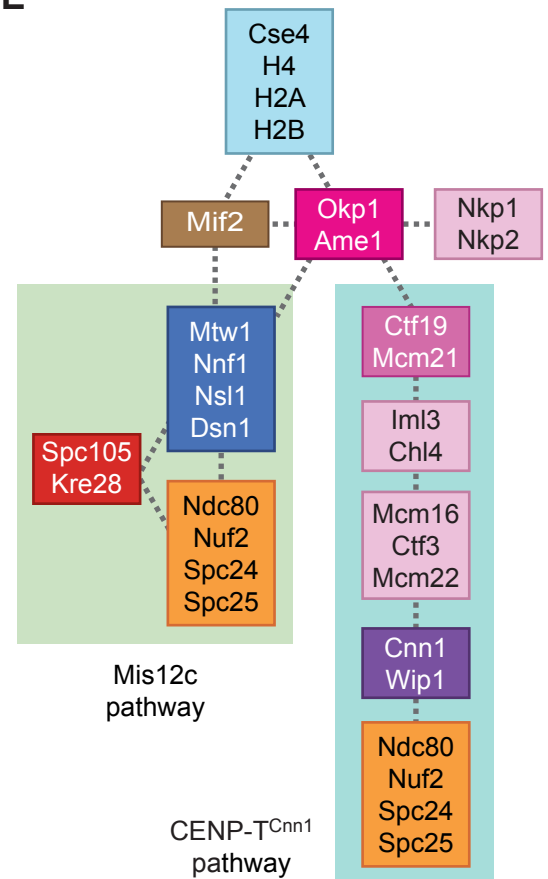 E
Cse4
H4
H2A
H2B
Mif2
Okp1
Ame1
Nkp1
Nkp2
Mtw1
Nnf1
Nsl1
Dsn1
Spc105
Kre28
Ndc80
Nuf2
Spc24
Spc25
Mis12c
pathway
Ctf19
Mcm21
Iml3
Chl4
Mcm16
Ctf3
Mcm22
Cnn1
Wip1
Ndc80
Nuf2
Spc24
Spc25
CENP-TCnn1
pathway